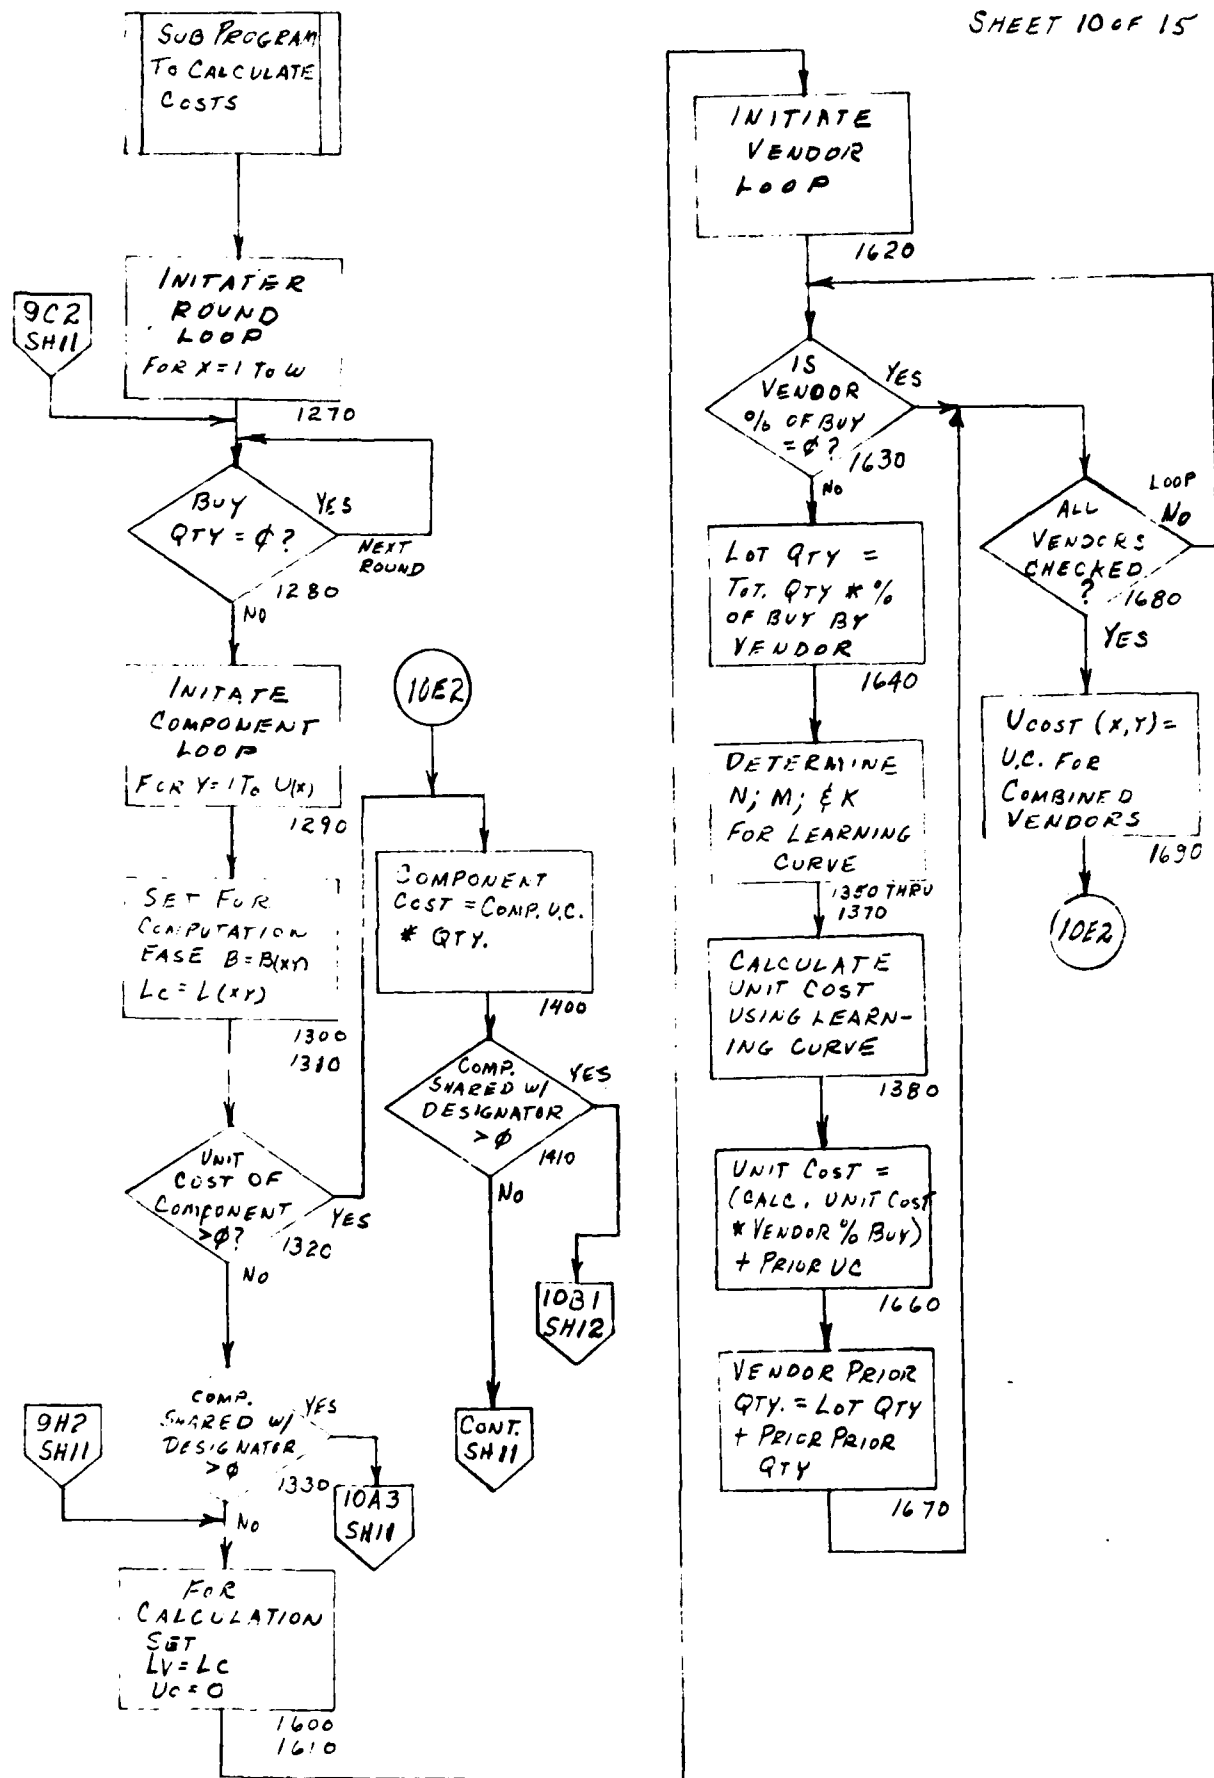 SHEET 10 OF 15
SUB PROGRAM
TO CALCULATE
COSTS
INITATER
ROUND
LOOP
FOR X = 1 TO W
1270
9C2
SH11
BUY
QTY = φ?
YES
NEXT
ROUND
1280
NO
INITATE
COMPONENT
LOOP
FOR Y = 1 TO U(X)
1290
SET FOR
COMPUTATION
EASE B = B(XY)
LC = L(XY)
1300
1310
UNIT
COST OF
COMPONENT
>φ?
YES
1320
NO
COMP.
SHARED W/
DESIGNATOR
>φ
YES
1330
NO
9H2
SH11
10A3
SH11
FOR
CALCULATION
SET
LV = LC
UC = 0
1600
1610
10E2
COMPONENT
COST = COMP. U.C.
* QTY.
1400
COMP.
SHARED W/
DESIGNATOR
>φ
YES
1410
NO
10B1
SH12
CONT.
SH11
INITIATE
VENDOR
LOOP
1620
IS
VENDOR
% OF BUY
= φ?
YES
1630
NO
LOT QTY =
TOT. QTY * %
OF BUY BY
VENDOR
1640
DETERMINE
N; M; & K
FOR LEARNING
CURVE
1350 THRU
1370
CALCULATE
UNIT COST
USING LEARN-
ING CURVE
1380
UNIT COST =
(CALC. UNIT COST
* VENDOR % BUY)
+ PRIOR UC
1660
VENDOR PRIOR
QTY. = LOT QTY
+ PRIOR PRIOR
QTY
1670
ALL
VENDORS
CHECKED
?
LOOP
NO
1680
YES
UCOST (X,Y) =
U.C. FOR
COMBINED
VENDORS
1690
10E2